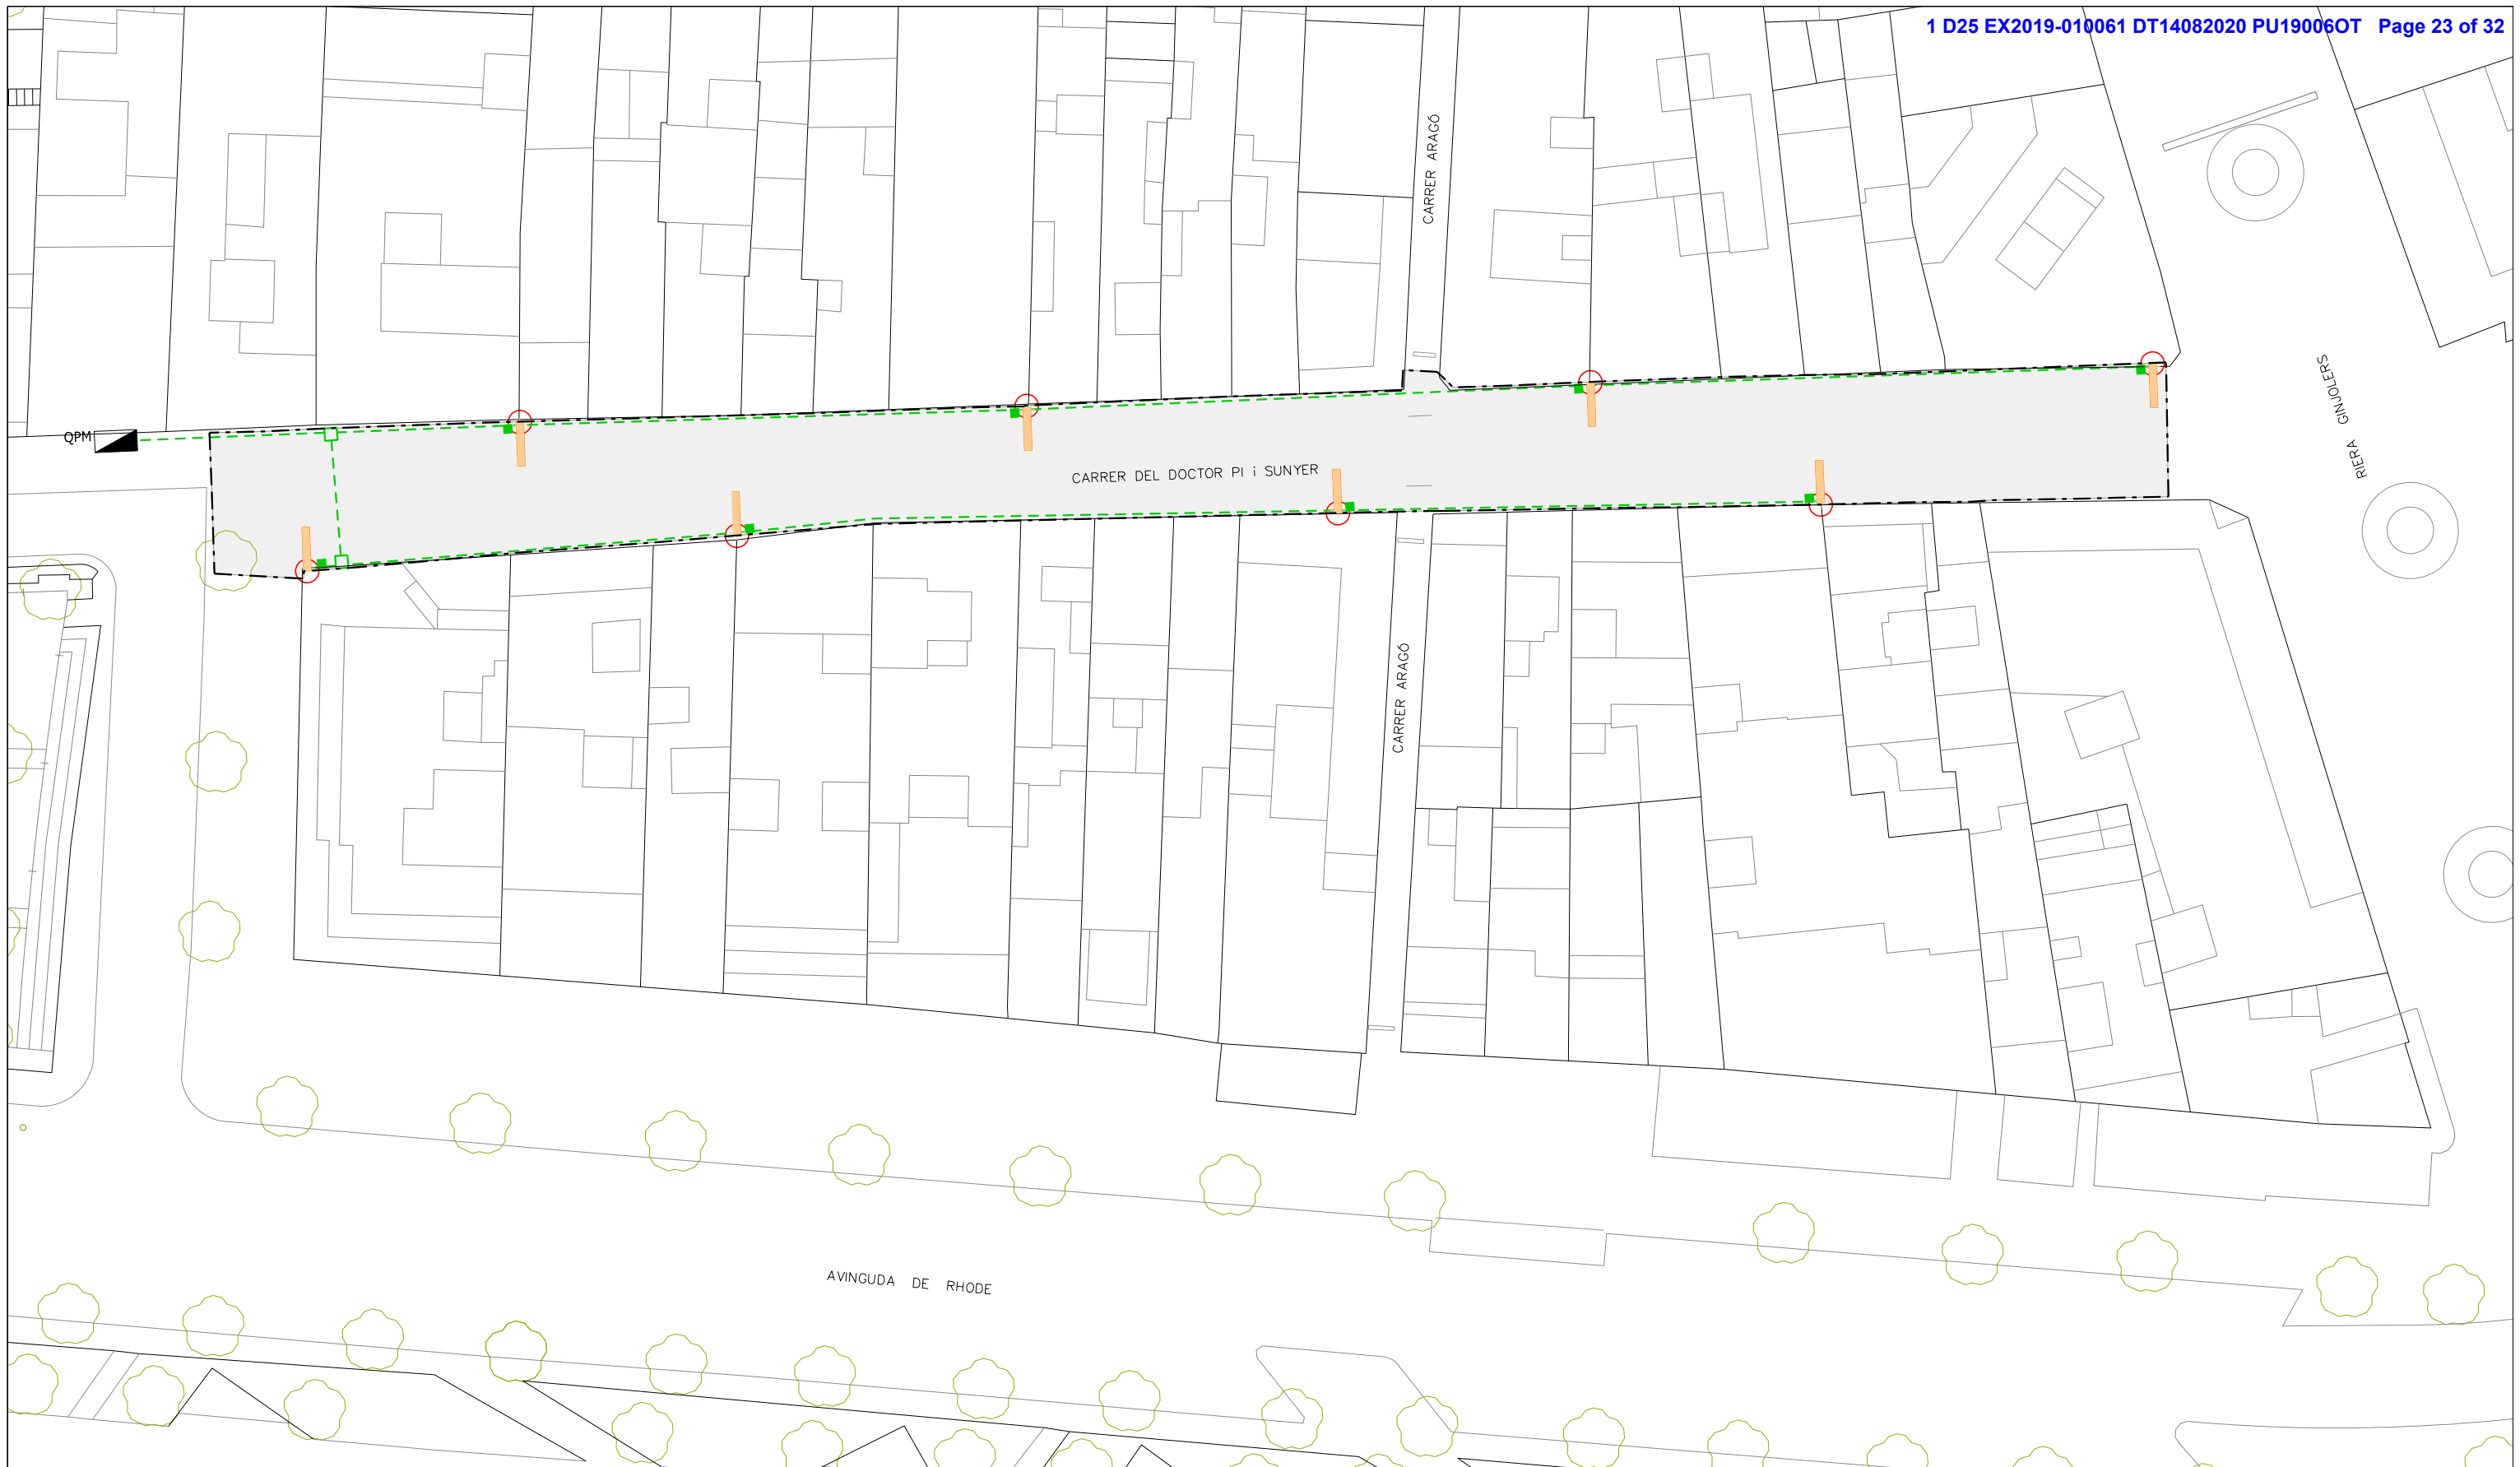 1 D25 EX2019-010061 DT14082020 PU19006OT Page 23 of 32
CARRER ARAGÓ
RIERA GINJOLERS
QPM
CARRER DEL DOCTOR PI i SUNYER
CARRER ARAGÓ
AVINGUDA DE RHODE